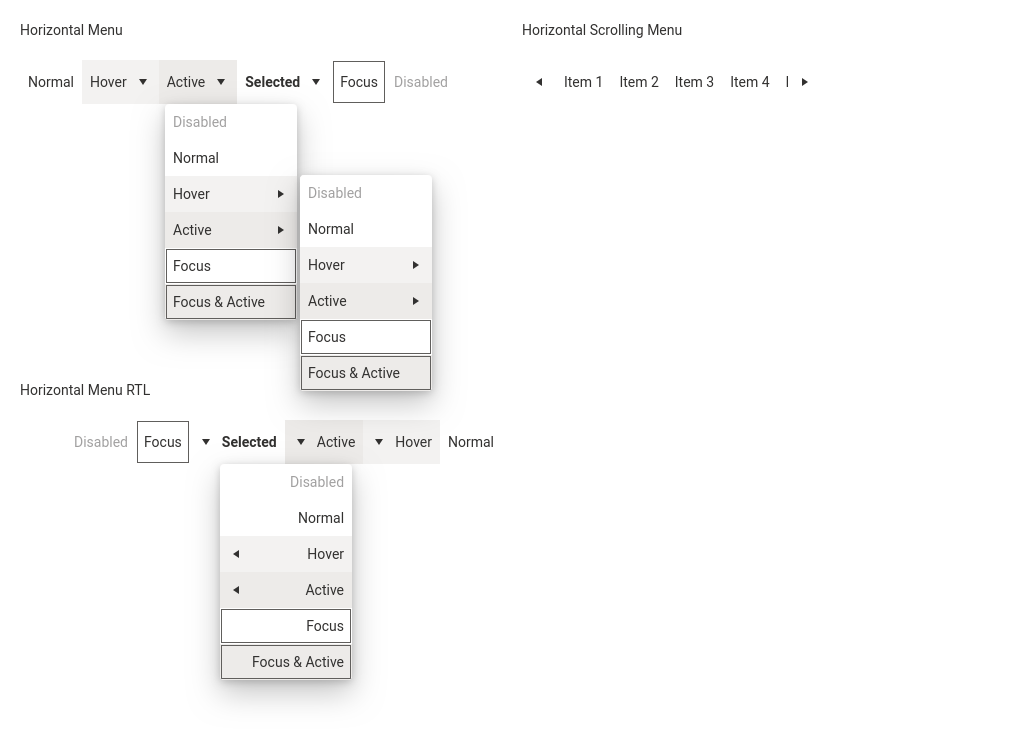 Horizontal Menu
Normal Hover Active Selected Focus Disabled
Disabled
Normal
Hover
Active
Focus
Focus & Active
Disabled
Normal
Hover
Active
Focus
Focus & Active
Horizontal Menu RTL
Disabled Focus Selected Active Hover Normal
Disabled
Normal
Hover
Active
Focus
Focus & Active
Horizontal Scrolling Menu
Item 1 Item 2 Item 3 Item 4 I